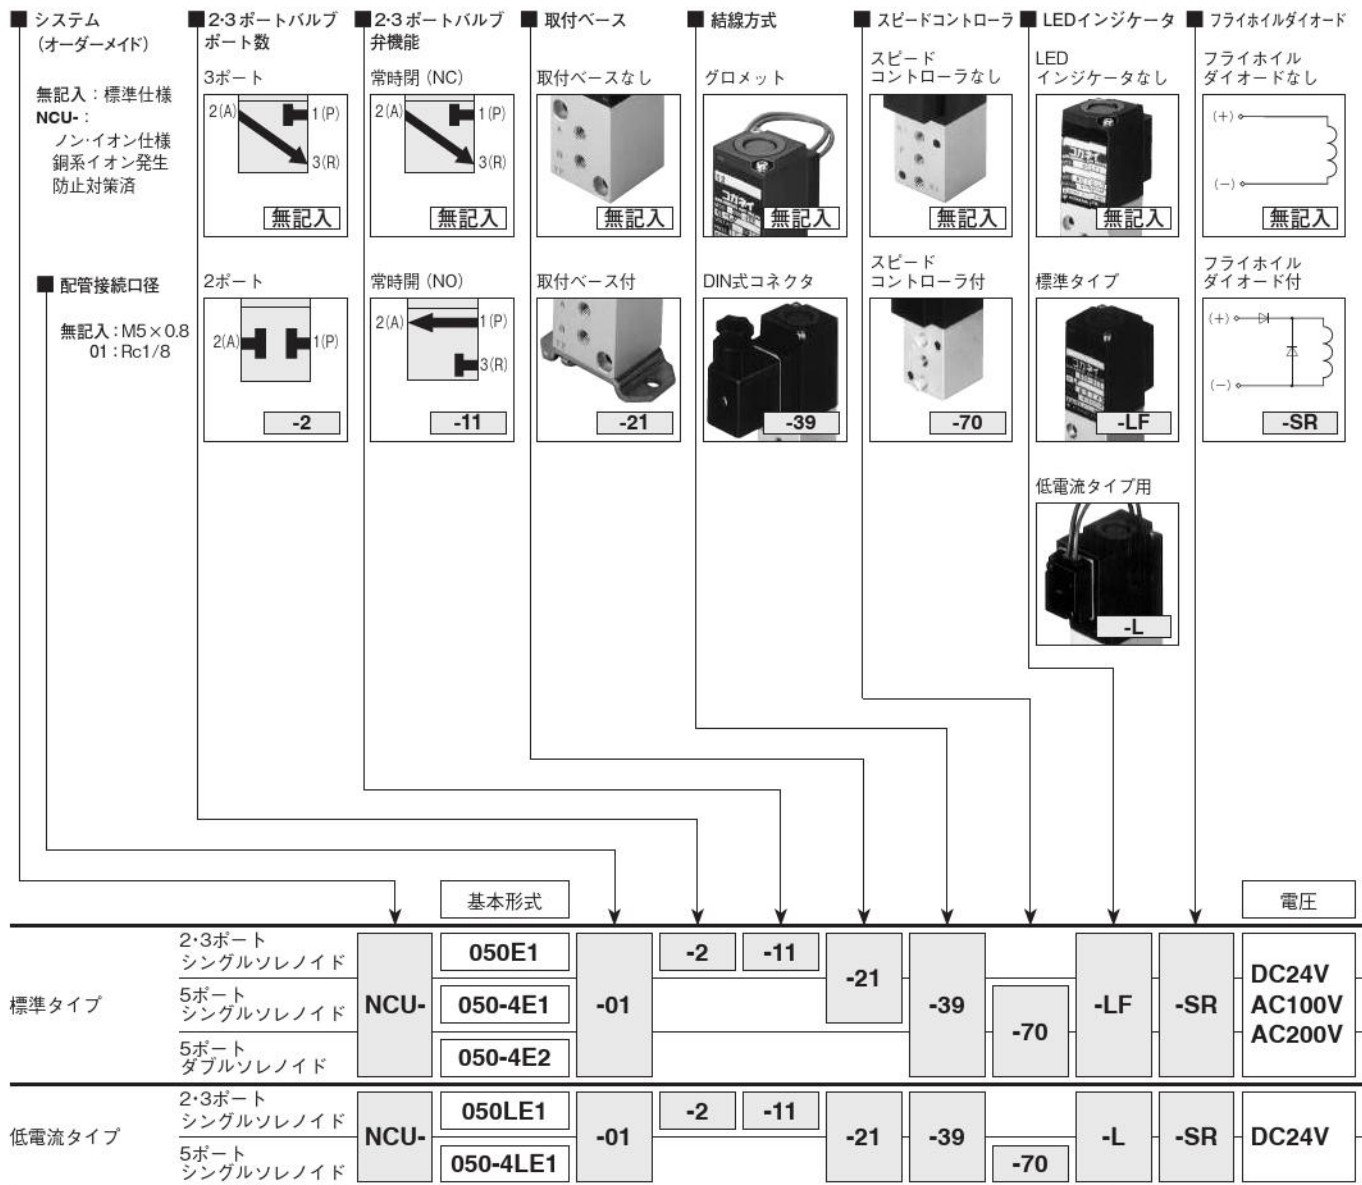 ■ システム
(オーダーメイド)
無記入：標準仕様
NCU-：
ノン・イオン仕様
銅系イオン発生
防止対策済
■ 配管接続口径
無記入：M5×0.8
01：Rc1/8
■ 2・3ポートバルブ
ポート数
3ポート
2(A)
1(P)
3(R)
無記入
2ポート
2(A)
1(P)
-2
■ 2・3ポートバルブ
弁機能
常時閉(NC)
2(A)
1(P)
3(R)
無記入
常時開(NO)
2(A)
1(P)
3(R)
-11
■ 取付ベース
取付ベースなし
無記入
取付ベース付
-21
■ 結線方式
グロメット
コガネイ
無記入
DIN式コネクタ
-39
■ スピードコントローラ
スピード
コントローラなし
無記入
スピード
コントローラ付
-70
■ LEDインジケータ
LED
インジケータなし
コガネイ
無記入
標準タイプ
-LF
低電流タイプ用
-L
■ フライホイルダイオード
フライホイル
ダイオードなし
(+)
(−)
無記入
フライホイル
ダイオード付
(+)
(−)
-SR
基本形式
電圧
標準タイプ
2・3ポート
シングルソレノイド
5ポート
シングルソレノイド
5ポート
ダブルソレノイド
NCU-
050E1
050-4E1
050-4E2
-01
-2
-11
-21
-39
-70
-LF
-SR
DC24V
AC100V
AC200V
低電流タイプ
2・3ポート
シングルソレノイド
5ポート
シングルソレノイド
NCU-
050LE1
050-4LE1
-01
-2
-11
-21
-39
-70
-L
-SR
DC24V